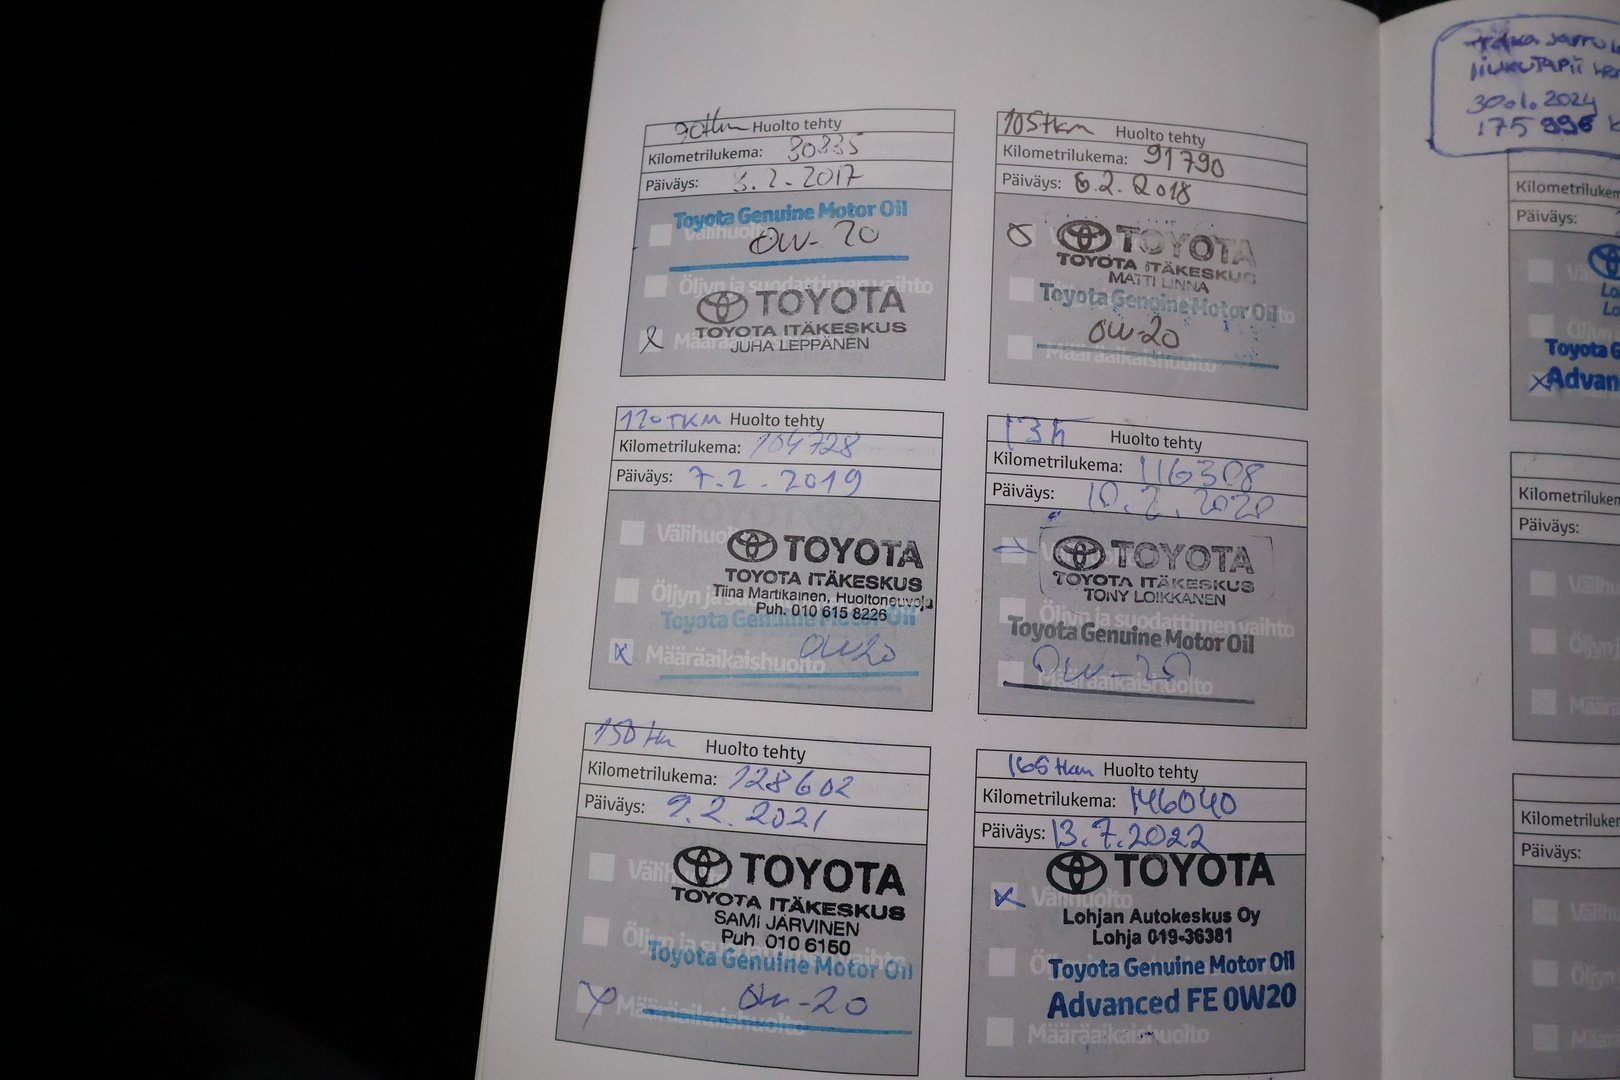 90tkm Huolto tehty
Kilometrilukema: 80335
Päiväys: 3.2.2017
Toyota Genuine Motor Oil
Välihuolto
0W-20
Öljyn ja suodattimen vaihto
TOYOTA
TOYOTA ITÄKESKUS
JUHA LEPPÄNEN
105tkm Huolto tehty
Kilometrilukema: 91790
Päiväys: 6.2.2018
TOYOTA
TOYOTA ITÄKESKUS
MATTI LINNA
Toyota Genuine Motor Oil
0W-20
Määräaikaishuolto
120TKM Huolto tehty
Kilometrilukema: 104728
Päiväys: 7.2.2019
Välihuolto
TOYOTA
TOYOTA ITÄKESKUS
Tiina Martikainen, Huoltoneuvoja
Puh. 010 615 8226
Toyota Genuine Motor Oil
0W20
x Määräaikaishuolto
Huolto tehty
Kilometrilukema: 116308
Päiväys: 10.2.2020
TOYOTA
TOYOTA ITÄKESKUS
TONY LOIKKANEN
Öljyn ja suodattimen vaihto
Toyota Genuine Motor Oil
0W-20
Määräaikaishuolto
150tkm Huolto tehty
Kilometrilukema: 128602
Päiväys: 9.2.2021
TOYOTA
TOYOTA ITÄKESKUS
SAMI JÄRVINEN
Puh. 010 6150
Öljyn ja suodattimen vaihto
Toyota Genuine Motor Oil
0W-20
Määräaikaishuolto
165tkm Huolto tehty
Kilometrilukema: 146040
Päiväys: 13.7.2022
TOYOTA
x Välihuolto
Lohjan Autokeskus Oy
Lohja 019-36381
Toyota Genuine Motor Oil
Advanced FE 0W20
Määräaikaishuolto
30.01.2024
175 996
Päiväys:
Toyota
Päiväys:
Päiväys: